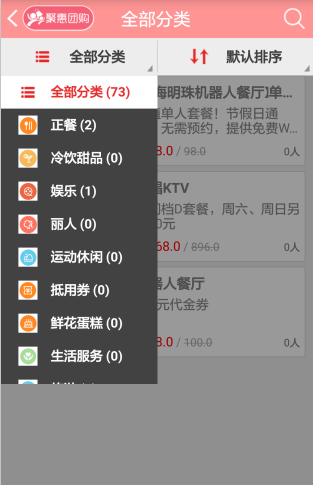 聚惠团购
全部分类
全部分类
默认排序
全部分类 (73)
正餐 (2)
冷饮甜品 (0)
娱乐 (1)
丽人 (0)
运动休闲 (0)
抵用券 (0)
鲜花蛋糕 (0)
生活服务 (0)
海明珠机器人餐厅】单...
单人套餐！节假日通
，无需预约，提供免费W...
8.0 / 98.0
0人
KTV
档D套餐，周六、周日另
0元
68.0 / 896.0
0人
器人餐厅
元代金券
8.0 / 100.0
0人